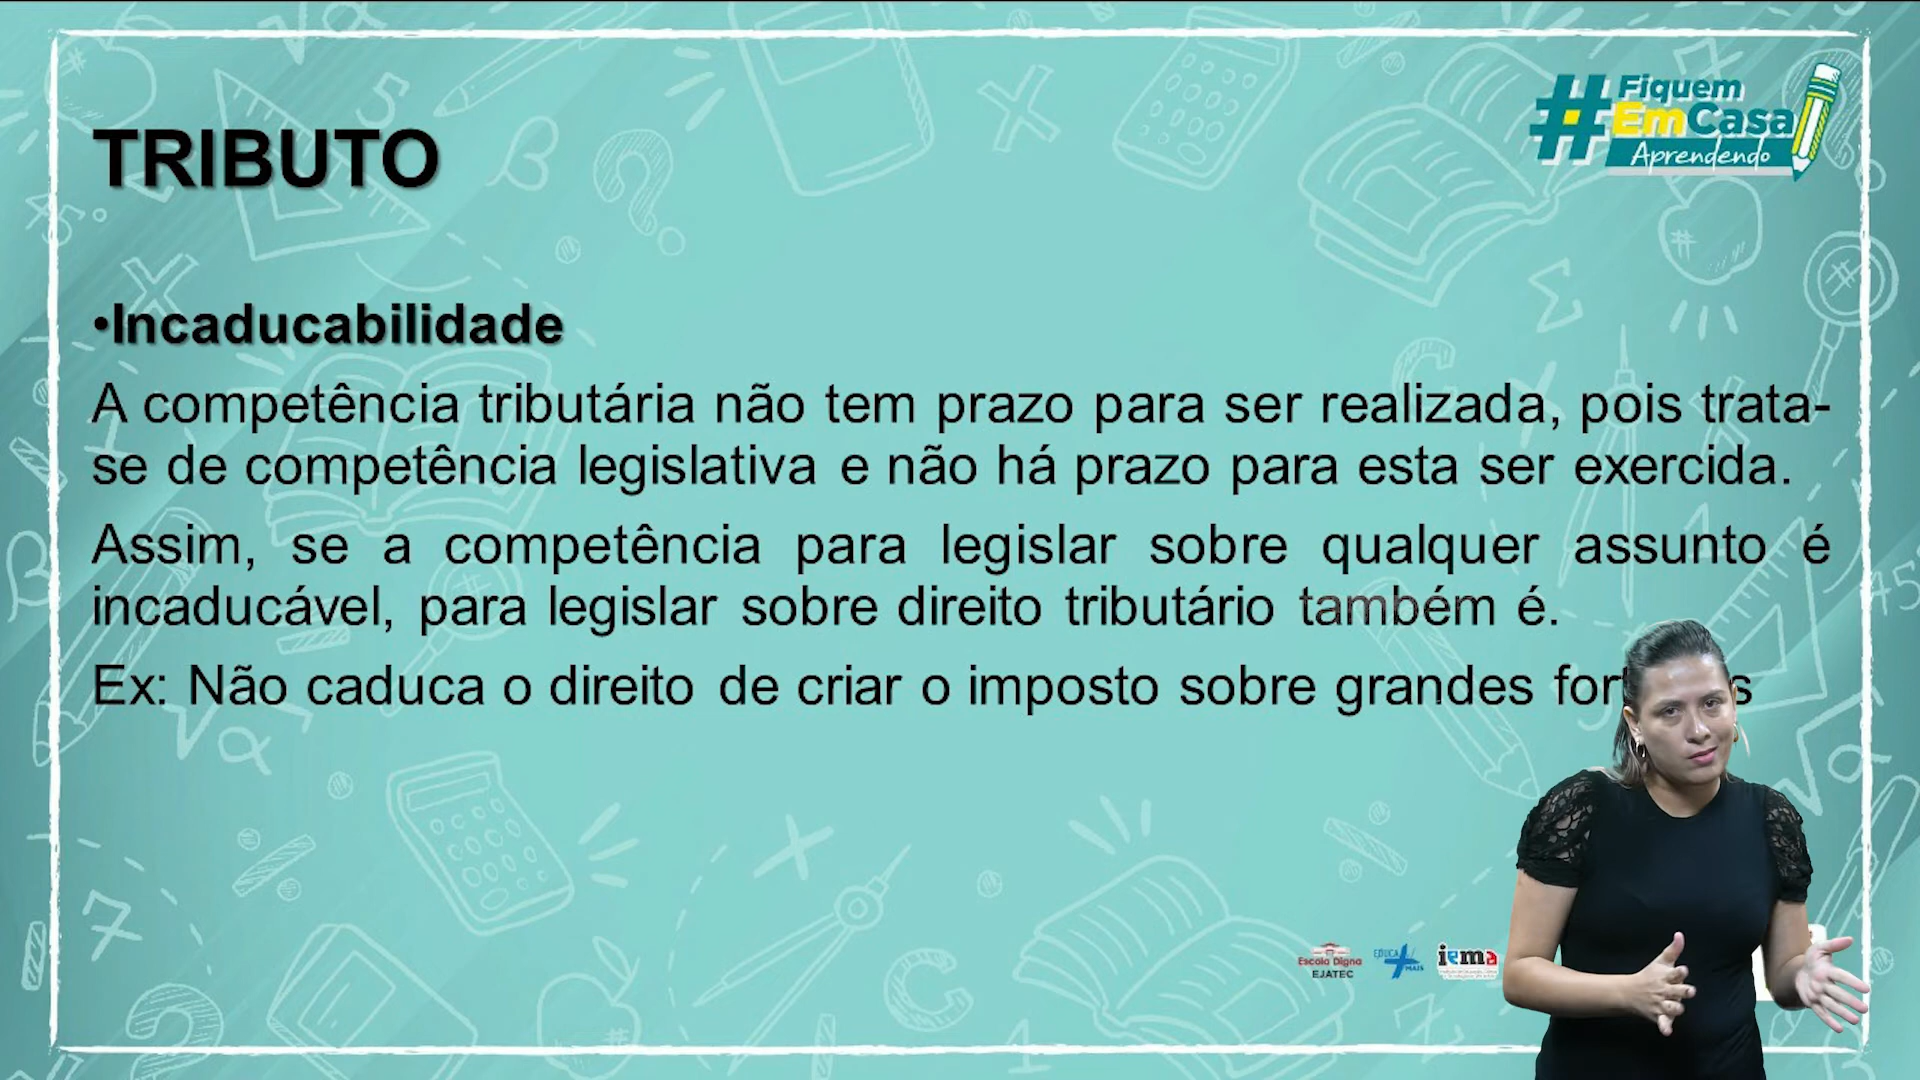 #Fiquem
EmCasa
Aprendendo
TRIBUTO
•Incaducabilidade
A competência tributária não tem prazo para ser realizada, pois trata-
se de competência legislativa e não há prazo para esta ser exercida.
Assim, se a competência para legislar sobre qualquer assunto é
incaducável, para legislar sobre direito tributário também é.
Ex: Não caduca o direito de criar o imposto sobre grandes
Escola Digna
EJATEC
EDUCA
MAIS
iema